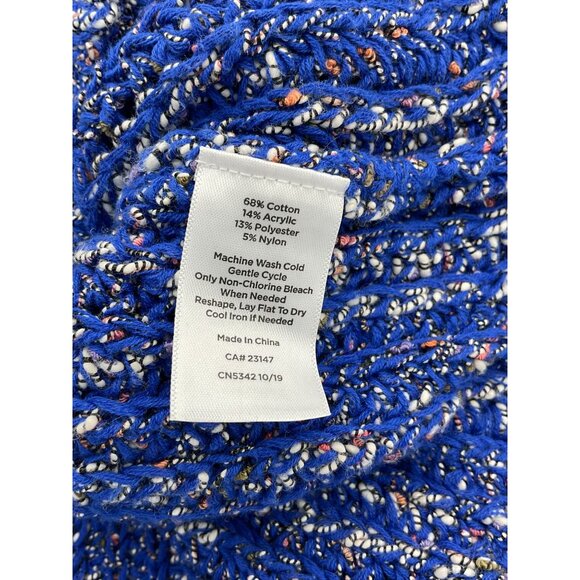 68% Cotton
14% Acrylic
13% Polyester
5% Nylon
Machine Wash Cold
Gentle Cycle
Only Non-Chlorine Bleach
When Needed
Reshape, Lay Flat To Dry
Cool Iron If Needed
Made In China
CA# 23147
CN5342 10/19